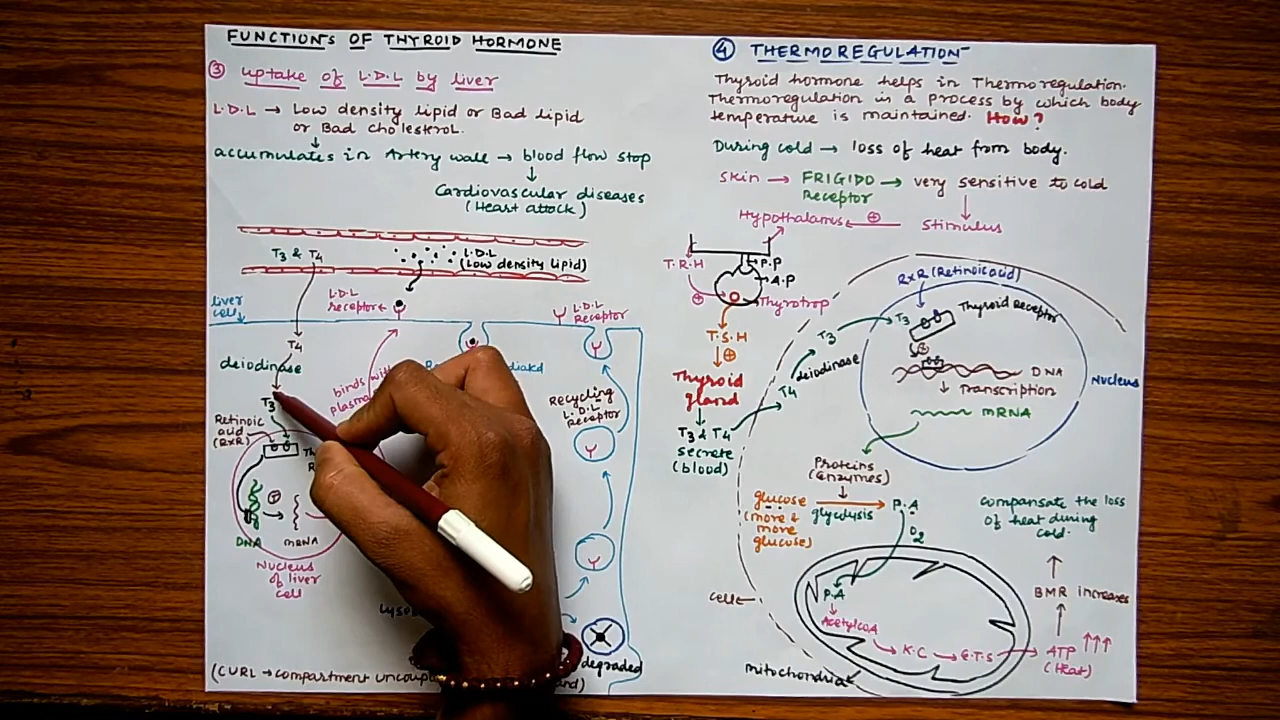 FUNCTIONS OF THYROID HORMONE
③ uptake of L.D.L by liver
L.D.L → Low density lipid or Bad lipid
or Bad cholesterol.
accumulates in Artery wall → blood flow stop
Cardiovascular diseases
(Heart attack)
T3 & T4
L.D.L
(Low density lipid)
liver
cell
L.D.L
receptor
L.D.L
Receptor
T4
deiodinase
T3
binds with
plasma
Recycling
L.D.L
Receptor
Retinoic
acid
(RxR)
DNA
mRNA
Nucleus
of liver
cell
degraded
(CURL → compartment
④ THERMOREGULATION
Thyroid hormone helps in Thermoregulation.
Thermoregulation is a process by which body
temperature is maintained. How?
During cold → loss of heat from body.
Skin → FRIGIDO → very sensitive to cold
Receptor
Hypothalamus ← ⊕ Stimulus
T.R.H
P.P
A.P
Thyrotrop
T.S.H
Thyroid
gland
T3 & T4
secrete
(blood)
T4
deiodinase
T3
RxR (Retinoic acid)
T3
Thyroid Receptor
DNA
Transcription
mRNA
Nucleus
Proteins
(Enzymes)
glucose → P.A
glycolysis
(more &
more
glucose)
O2
P.A
Acetyl coA
K.C → E.T.S → ATP ↑↑↑
(Heat)
BMR increases
compansate the loss
of heat during
cold.
cell
mitochondria